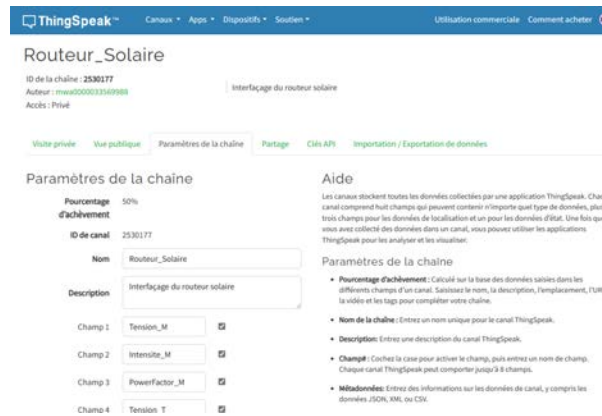 ThingSpeak™ Canaux Apps Dispositifs Soutien Utilisation commerciale Comment acheter
Routeur_Solaire
ID de la chaîne : 2530177
Auteur : mwa0000033569988
Accès : Privé
Interfaçage du routeur solaire
Visite privée Vue publique Paramètres de la chaîne Partage Clés API Importation / Exportation de données
Paramètres de la chaîne
Pourcentage d'achèvement 50%
ID de canal 2530177
Nom Routeur_Solaire
Description Interfaçage du routeur solaire
Champ 1 Tension_M
Champ 2 Intensite_M
Champ 3 PowerFactor_M
Champ 4 Tension_T
Aide
Les canaux stockent toutes les données collectées par une application ThingSpeak. Chaq
canal comprend huit champs qui peuvent contenir n'importe quel type de données, plus
trois champs pour les données de localisation et un pour les données d'état. Une fois que
vous avez collecté des données dans un canal, vous pouvez utiliser les applications
ThingSpeak pour les analyser et les visualiser.
Paramètres de la chaîne
• Pourcentage d'achèvement : Calculé sur la base des données saisies dans les
différents champs d'un canal. Saisissez le nom, la description, l'emplacement, l'UR
la vidéo et les tags pour compléter votre chaîne.
• Nom de la chaîne : Entrez un nom unique pour le canal ThingSpeak.
• Description: Entrez une description du canal ThingSpeak.
• Champ# : Cochez la case pour activer le champ, puis entrez un nom de champ.
Chaque canal ThingSpeak peut comporter jusqu'à 8 champs.
• Métadonnées: Entrez des informations sur les données de canal, y compris les
données JSON, XML ou CSV.